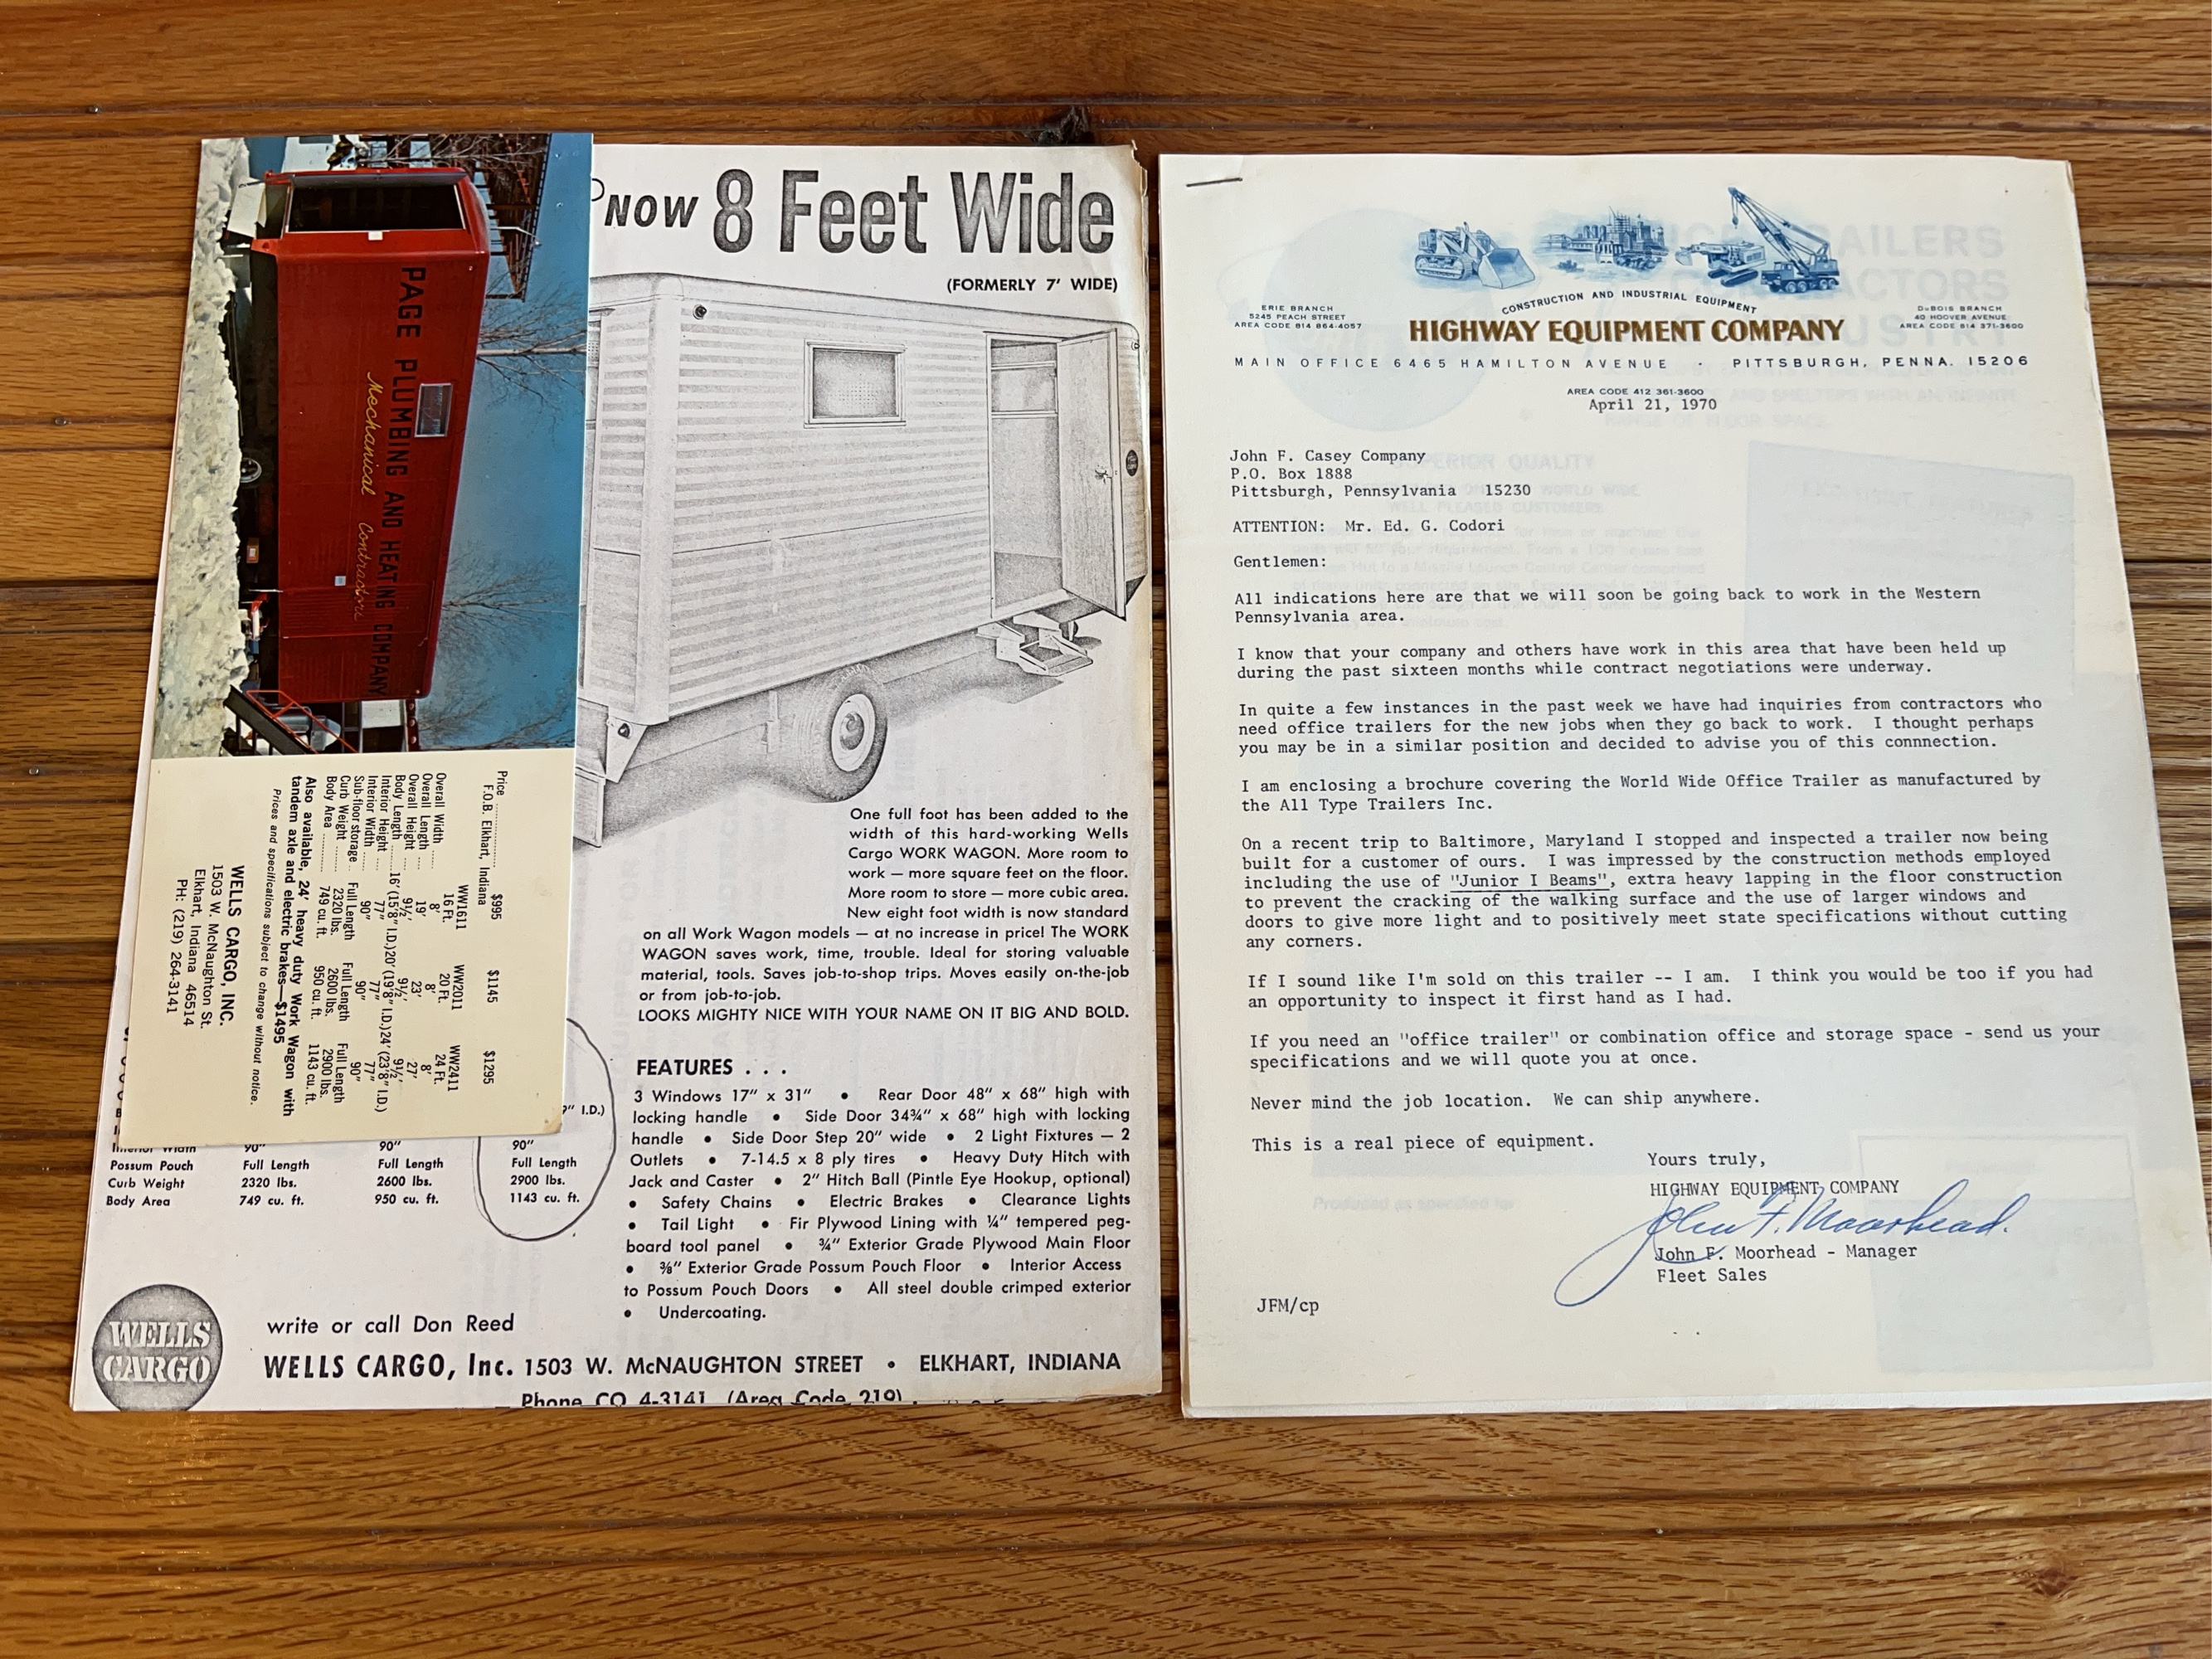 PAGE PLUMBING AND HEATING COMPANY
Mechanical Contractors
Price F.O.B. Elkhart, Indiana $995 $1145 $1295
WW1611 WW2011 WW2411
16 Ft. 20 Ft. 24 Ft.
Overall Width 8' 8' 8'
Overall Length 19' 23' 27'
Overall Height 9½' 9½' 9½'
Body Length 16' (15'8" I.D.) 20' (19'8" I.D.) 24' (23'8" I.D.)
Interior Height 77" 77" 77"
Interior Width 90" 90" 90"
Sub-floor storage Full Length Full Length Full Length
Curb Weight 2320 lbs. 2600 lbs. 2900 lbs.
Body Area 749 cu. ft. 950 cu. ft. 1143 cu. ft.
Also available, 24' heavy duty Work Wagon with
tandem axle and electric brakes—$1495
Prices and specifications subject to change without notice.
WELLS CARGO, INC.
1503 W. McNaughton St.
Elkhart, Indiana 46514
PH: (219) 264-3141
NOW 8 Feet Wide
(FORMERLY 7' WIDE)
One full foot has been added to the
width of this hard-working Wells
Cargo WORK WAGON. More room to
work — more square feet on the floor.
More room to store — more cubic area.
New eight foot width is now standard
on all Work Wagon models — at no increase in price! The WORK
WAGON saves work, time, trouble. Ideal for storing valuable
material, tools. Saves job-to-shop trips. Moves easily on-the-job
or from job-to-job.
LOOKS MIGHTY NICE WITH YOUR NAME ON IT BIG AND BOLD.
FEATURES . . .
3 Windows 17" x 31" • Rear Door 48" x 68" high with
locking handle • Side Door 34¾" x 68" high with locking
handle • Side Door Step 20" wide • 2 Light Fixtures — 2
Outlets • 7-14.5 x 8 ply tires • Heavy Duty Hitch with
Jack and Caster • 2" Hitch Ball (Pintle Eye Hookup, optional)
• Safety Chains • Electric Brakes • Clearance Lights
• Tail Light • Fir Plywood Lining with ¼" tempered peg-
board tool panel • ¾" Exterior Grade Plywood Main Floor
• ⅜" Exterior Grade Possum Pouch Floor • Interior Access
to Possum Pouch Doors • All steel double crimped exterior
• Undercoating.
" I.D.)
Interior Width 90" 90" 90"
Possum Pouch Full Length Full Length Full Length
Curb Weight 2320 lbs. 2600 lbs. 2900 lbs.
Body Area 749 cu. ft. 950 cu. ft. 1143 cu. ft.
WELLS
CARGO
write or call Don Reed
WELLS CARGO, Inc. 1503 W. McNAUGHTON STREET • ELKHART, INDIANA
Phone CO 4-3141 (Area Code 219)
CONSTRUCTION AND INDUSTRIAL EQUIPMENT
HIGHWAY EQUIPMENT COMPANY
ERIE BRANCH
5245 PEACH STREET
AREA CODE 814 864-4057
DuBOIS BRANCH
40 HOOVER AVENUE
AREA CODE 814 371-3600
MAIN OFFICE 6465 HAMILTON AVENUE · PITTSBURGH, PENNA. 15206
AREA CODE 412 361-3600
April 21, 1970
John F. Casey Company
P.O. Box 1888
Pittsburgh, Pennsylvania 15230
ATTENTION: Mr. Ed. G. Codori
Gentlemen:
All indications here are that we will soon be going back to work in the Western
Pennsylvania area.
I know that your company and others have work in this area that have been held up
during the past sixteen months while contract negotiations were underway.
In quite a few instances in the past week we have had inquiries from contractors who
need office trailers for the new jobs when they go back to work. I thought perhaps
you may be in a similar position and decided to advise you of this connnection.
I am enclosing a brochure covering the World Wide Office Trailer as manufactured by
the All Type Trailers Inc.
On a recent trip to Baltimore, Maryland I stopped and inspected a trailer now being
built for a customer of ours. I was impressed by the construction methods employed
including the use of "Junior I Beams", extra heavy lapping in the floor construction
to prevent the cracking of the walking surface and the use of larger windows and
doors to give more light and to positively meet state specifications without cutting
any corners.
If I sound like I'm sold on this trailer -- I am. I think you would be too if you had
an opportunity to inspect it first hand as I had.
If you need an "office trailer" or combination office and storage space - send us your
specifications and we will quote you at once.
Never mind the job location. We can ship anywhere.
This is a real piece of equipment.
Yours truly,
HIGHWAY EQUIPMENT COMPANY
John F. Moorhead.
John F. Moorhead - Manager
Fleet Sales
JFM/cp